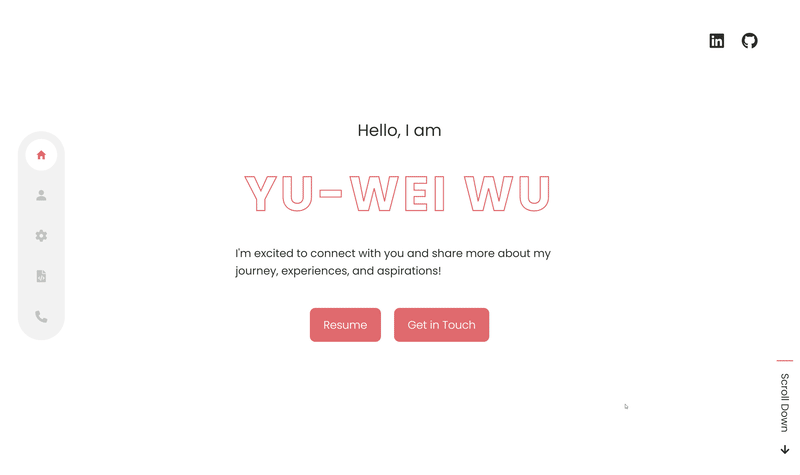 Hello, I am
YU-WEI WU
I'm excited to connect with you and share more about my
journey, experiences, and aspirations!
Resume
Get in Touch
Scroll Down